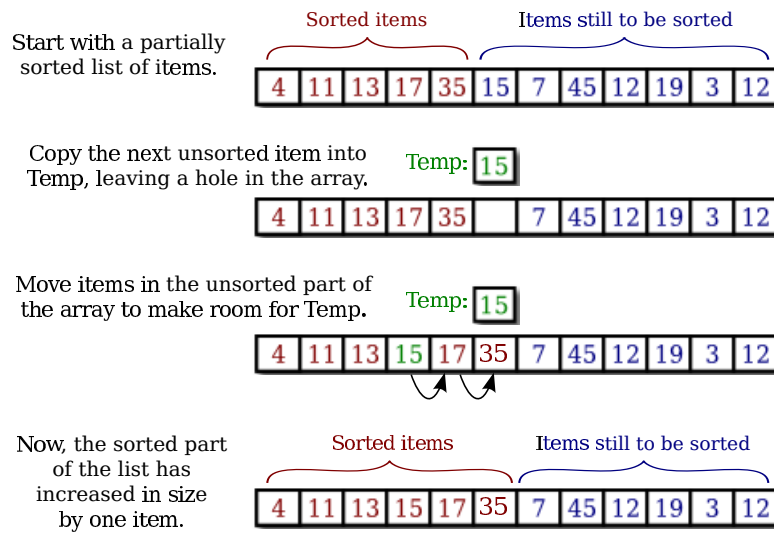 Sorted items
Items still to be sorted
Start with a partially
sorted list of items.
4 11 13 17 35 15 7 45 12 19 3 12
Copy the next unsorted item into
Temp, leaving a hole in the array.
Temp: 15
4 11 13 17 35 7 45 12 19 3 12
Move items in the unsorted part of
the array to make room for Temp.
Temp: 15
4 11 13 15 17 35 7 45 12 19 3 12
Now, the sorted part
of the list has
increased in size
by one item.
Sorted items
Items still to be sorted
4 11 13 15 17 35 7 45 12 19 3 12